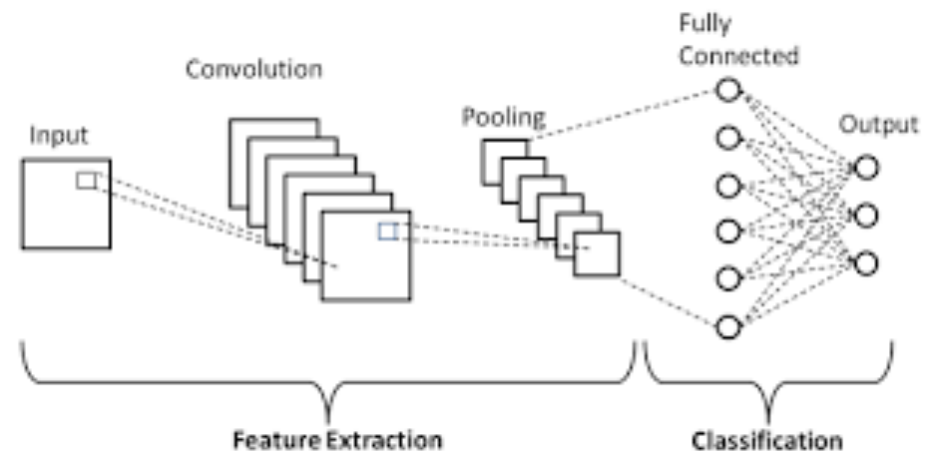 Fully
Connected
Convolution
Pooling
Input
Output
Feature Extraction
Classification